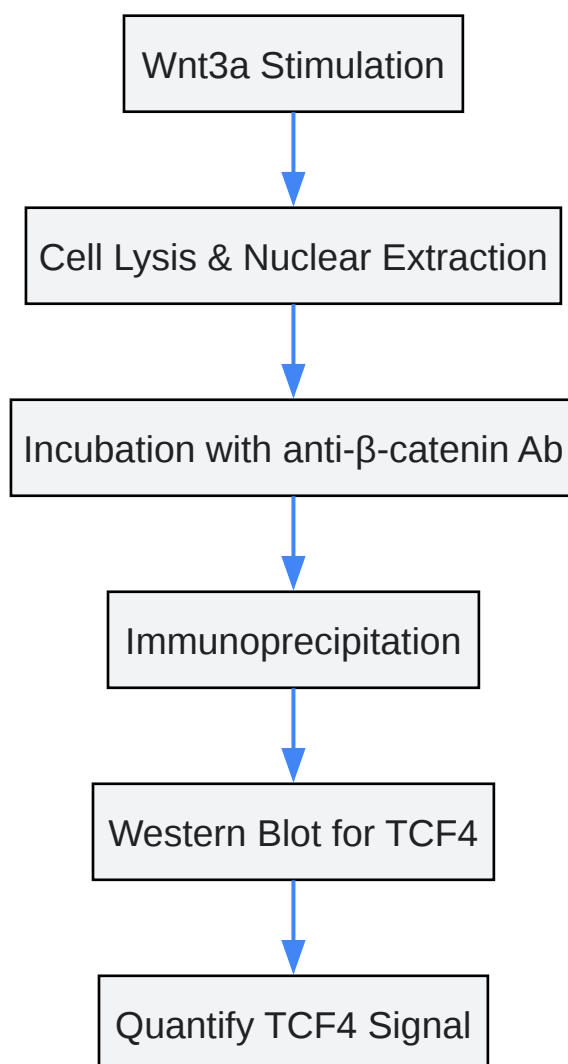 Wnt3a Stimulation
Cell Lysis & Nuclear Extraction
Incubation with anti-β-catenin Ab
Immunoprecipitation
Western Blot for TCF4
Quantify TCF4 Signal